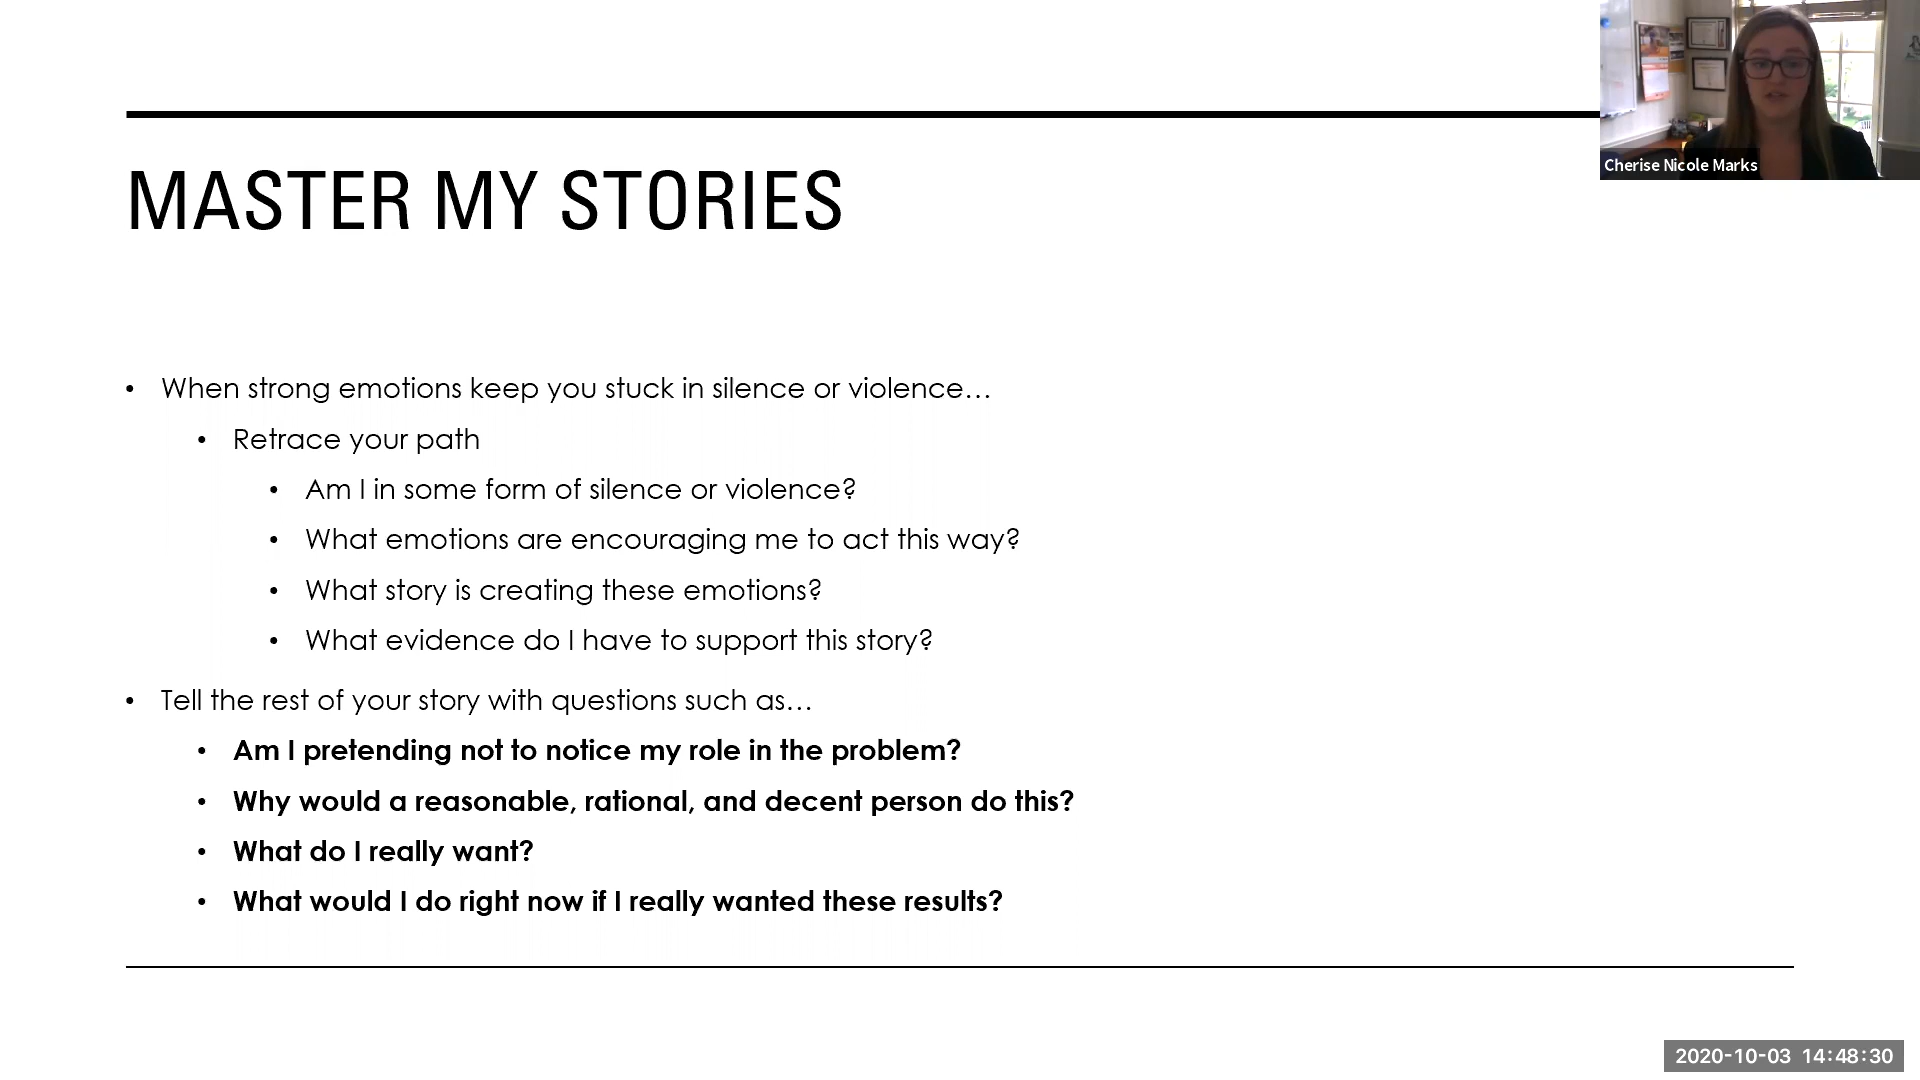 Cherise Nicole Marks
MASTER MY STORIES
• When strong emotions keep you stuck in silence or violence…
• Retrace your path
• Am I in some form of silence or violence?
• What emotions are encouraging me to act this way?
• What story is creating these emotions?
• What evidence do I have to support this story?
• Tell the rest of your story with questions such as…
• Am I pretending not to notice my role in the problem?
• Why would a reasonable, rational, and decent person do this?
• What do I really want?
• What would I do right now if I really wanted these results?
2020-10-03 14:48:30